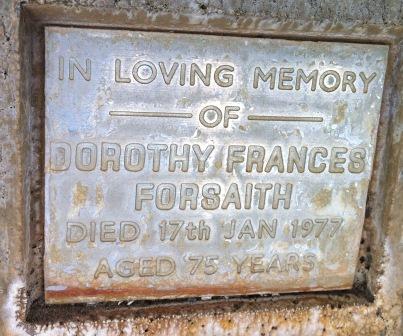 IN LOVING MEMORY
OF
DOROTHY FRANCES
FORSAITH
DIED 17th JAN 1977
AGED 75 YEARS